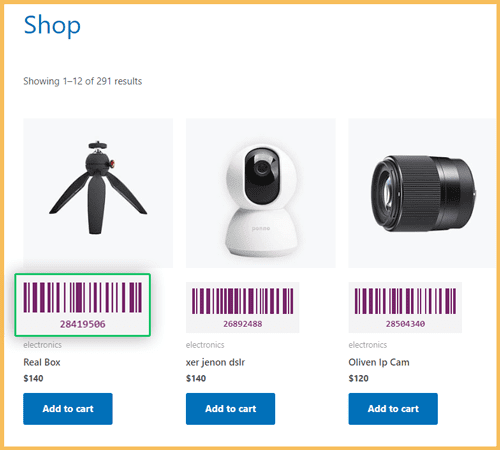 Shop
Showing 1–12 of 291 results
28419506
26892488
28504340
electronics
electronics
electronics
Real Box
xer jenon dslr
Oliven Ip Cam
$140
$140
$120
Add to cart
Add to cart
Add to cart